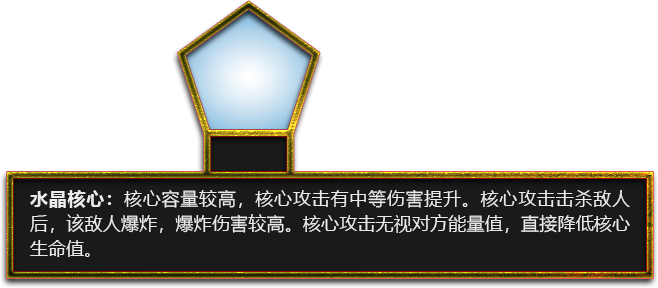 水晶核心：核心容量较高，核心攻击有中等伤害提升。核心攻击击杀敌人
后，该敌人爆炸，爆炸伤害较高。核心攻击无视对方能量值，直接降低核心
生命值。